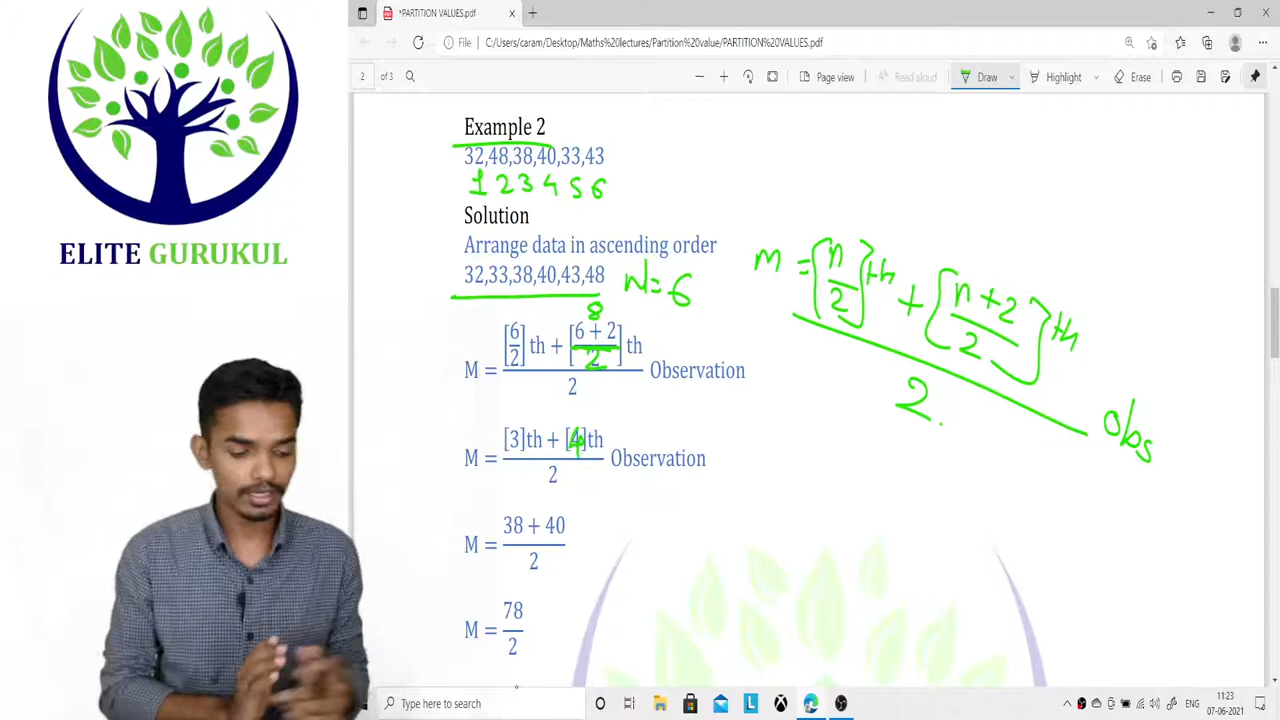 *PARTITION VALUES.pdf
File C:/Users/caram/Desktop/Maths%20lectures/Partition%20value/PARTITION%20VALUES.pdf
2 of 3 Page view Read aloud Draw Highlight Erase
ELITE GURUKUL
Example 2
32,48,38,40,33,43
1 2 3 4 5 6
Solution
Arrange data in ascending order
32,33,38,40,43,48 N=6
8
M = [6/2]th + [6 + 2/2]th / 2 Observation
M = [3]th + [4]th / 2 Observation
M = 38 + 40 / 2
M = 78 / 2
M = [n/2]th + [n+2/2]th / 2 obs
Type here to search
ENG
11:23
07-06-2021